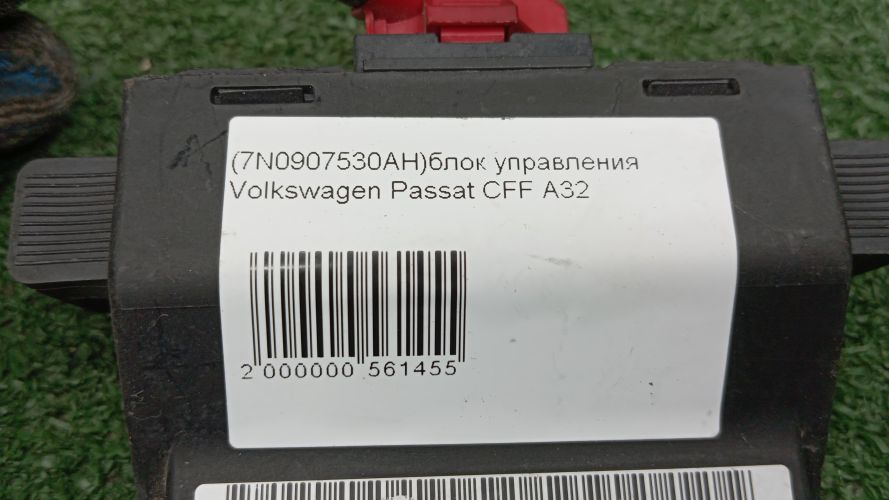 (7N0907530AH)блок управления
Volkswagen Passat CFF A32
2 000000 561455